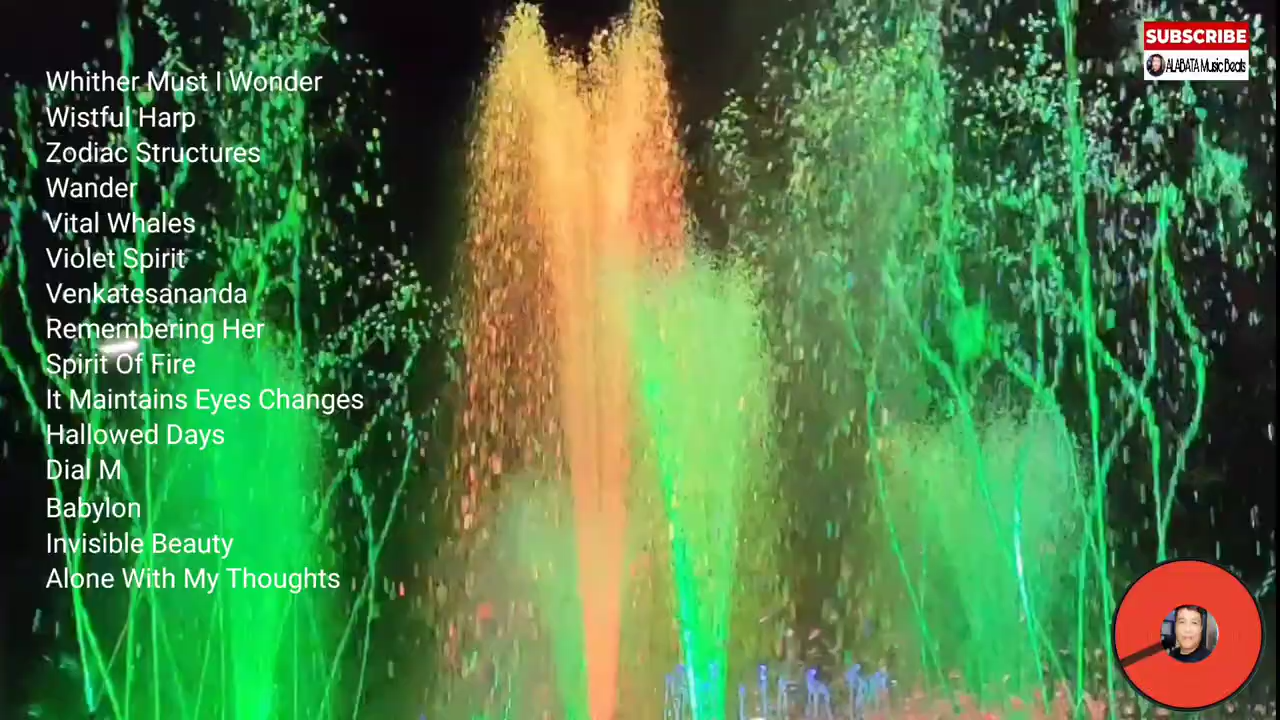 Whither Must I Wonder
Wistful Harp
Zodiac Structures
Wander
Vital Whales
Violet Spirit
Venkatesananda
Remembering Her
Spirit Of Fire
It Maintains Eyes Changes
Hallowed Days
Dial M
Babylon
Invisible Beauty
Alone With My Thoughts
SUBSCRIBE
ALABATA Music Beats